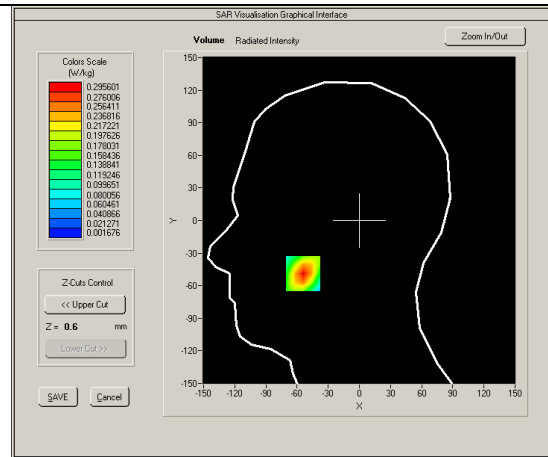 SAR Visualisation Graphical Interface
Volume Radiated Intensity
Zoom In/Out
Colors Scale
(W/kg)
0.295601
0.276006
0.256411
0.236816
0.217221
0.197626
0.178031
0.158436
0.138841
0.119246
0.099651
0.080056
0.060461
0.040866
0.021271
0.001676
Z-Cuts Control
<< Upper Cut
Z = 0.6 mm
Lower Cut >>
SAVE Cancel
150
120
90
60
30
0
-30
-60
-90
-120
-150
Y
-150 -120 -90 -60 -30 0 30 60 90 120 150
X